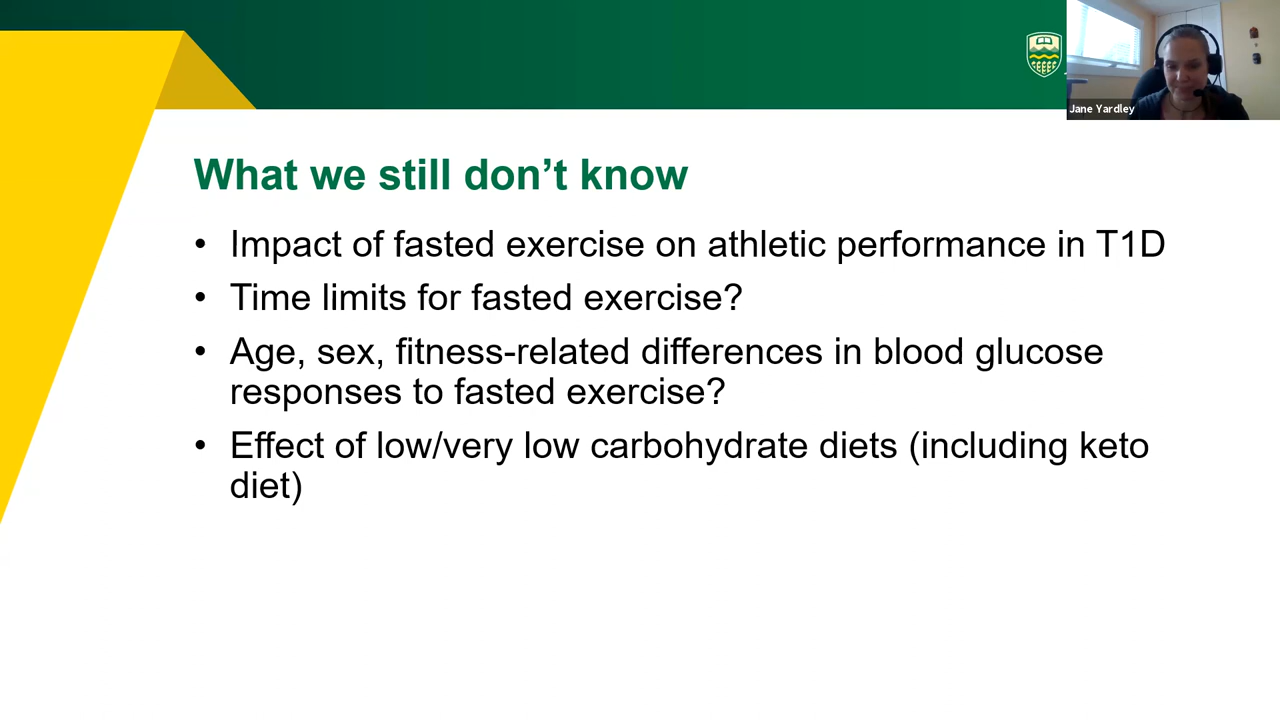 Jane Yardley
What we still don’t know
• Impact of fasted exercise on athletic performance in T1D
• Time limits for fasted exercise?
• Age, sex, fitness-related differences in blood glucose
responses to fasted exercise?
• Effect of low/very low carbohydrate diets (including keto
diet)